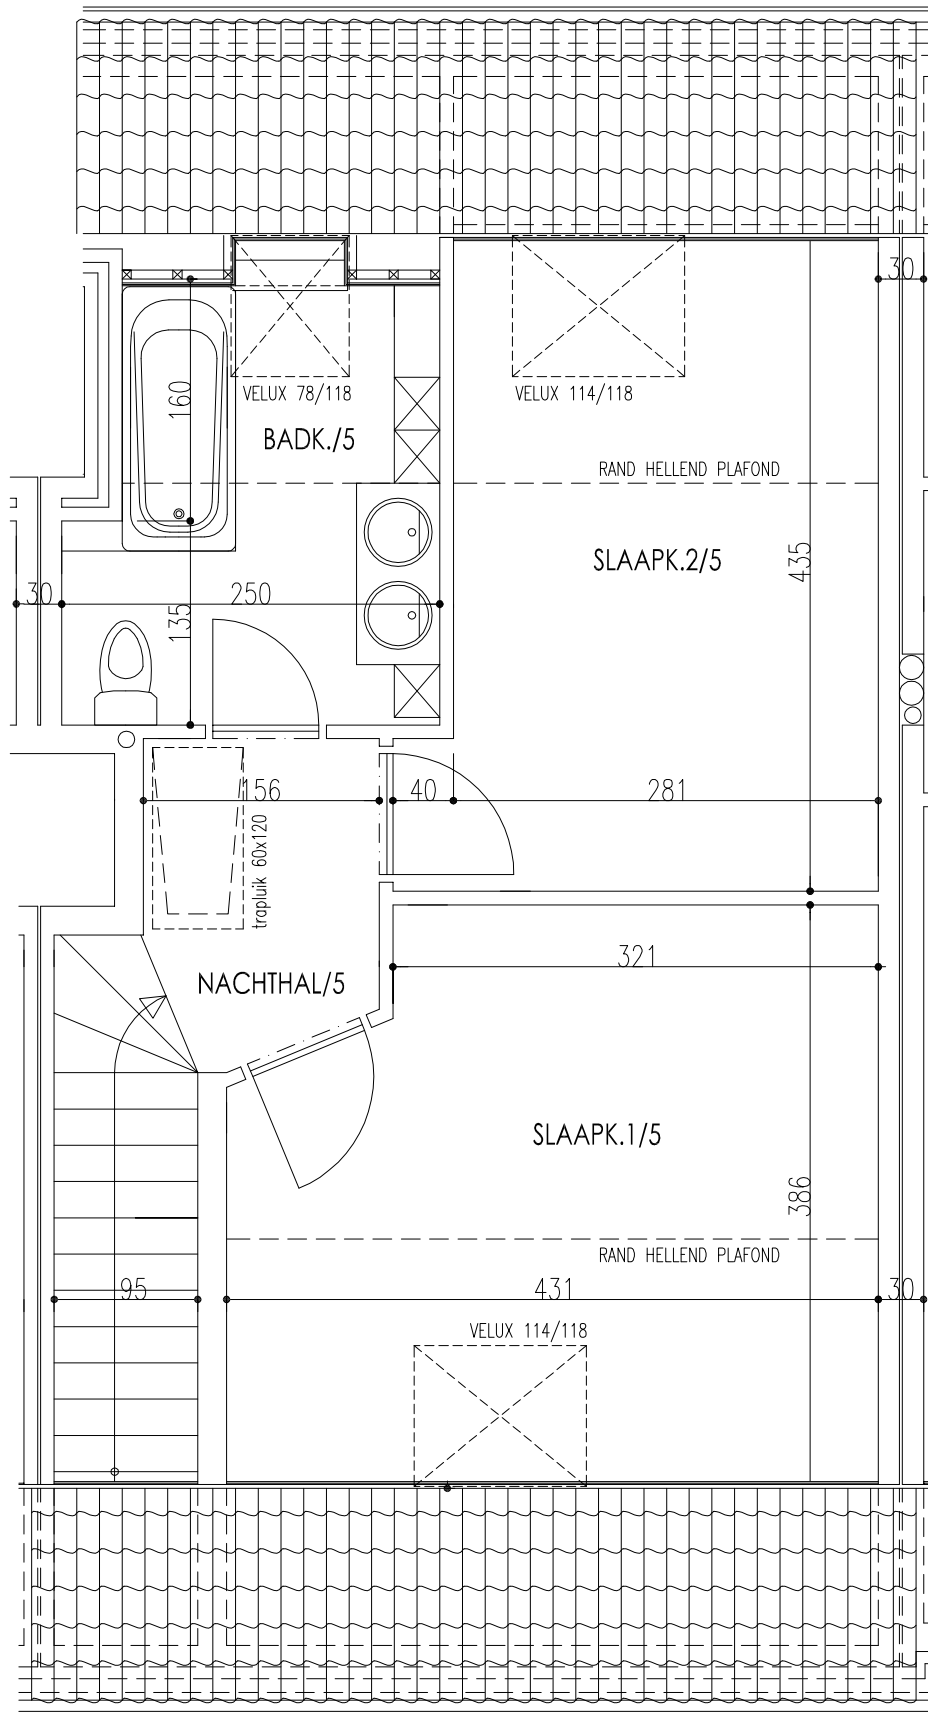 30
VELUX 78/118
VELUX 114/118
160
BADK./5
RAND HELLEND PLAFOND
SLAAPK.2/5
435
30
250
135
156
40
281
trapluik 60x120
321
NACHTHAL/5
SLAAPK.1/5
386
RAND HELLEND PLAFOND
95
431
30
VELUX 114/118